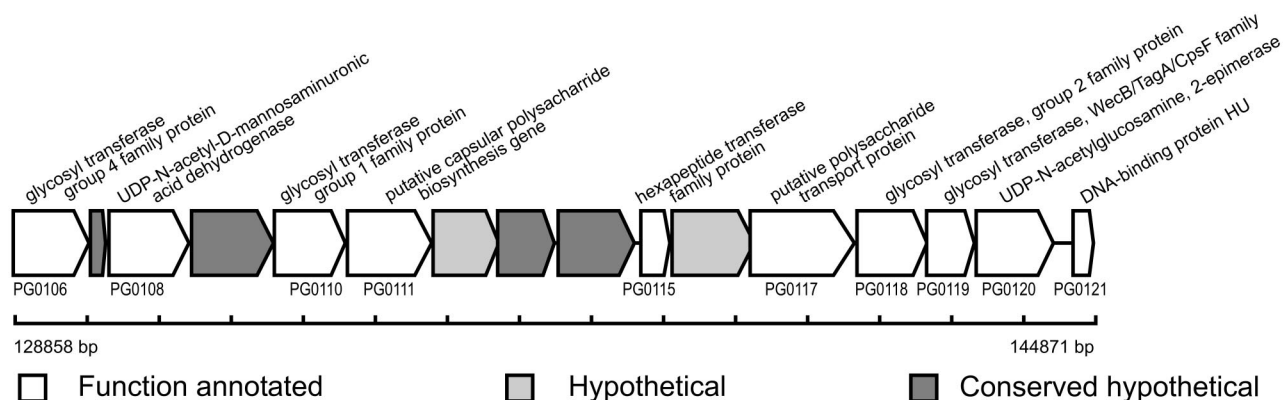 glycosyl transferase
group 4 family protein
UDP-N-acetyl-D-mannosaminuronic
acid dehydrogenase
glycosyl transferase
group 1 family protein
putative capsular polysacharride
biosynthesis gene
hexapeptide transferase
family protein
putative polysaccharide
transport protein
glycosyl transferase, group 2 family protein
glycosyl transferase, WecB/TagA/CpsF family
UDP-N-acetylglucosamine, 2-epimerase
DNA-binding protein HU
PG0106 PG0108 PG0110 PG0111 PG0115 PG0117 PG0118 PG0119 PG0120 PG0121
128858 bp 144871 bp
Function annotated Hypothetical Conserved hypothetical